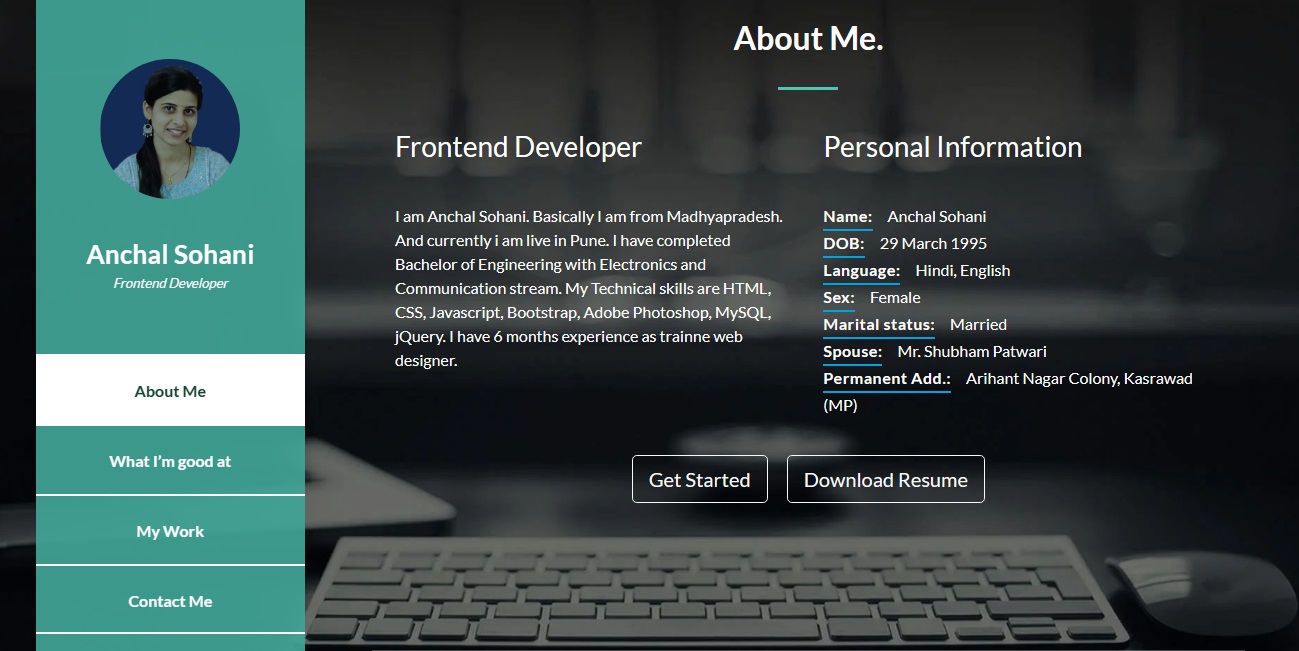 Anchal Sohani
Frontend Developer
About Me
What I’m good at
My Work
Contact Me
About Me.
Frontend Developer
I am Anchal Sohani. Basically I am from Madhyapradesh.
And currently i am live in Pune. I have completed
Bachelor of Engineering with Electronics and
Communication stream. My Technical skills are HTML,
CSS, Javascript, Bootstrap, Adobe Photoshop, MySQL,
jQuery. I have 6 months experience as trainne web
designer.
Personal Information
Name: Anchal Sohani
DOB: 29 March 1995
Language: Hindi, English
Sex: Female
Marital status: Married
Spouse: Mr. Shubham Patwari
Permanent Add.: Arihant Nagar Colony, Kasrawad
(MP)
Get Started
Download Resume